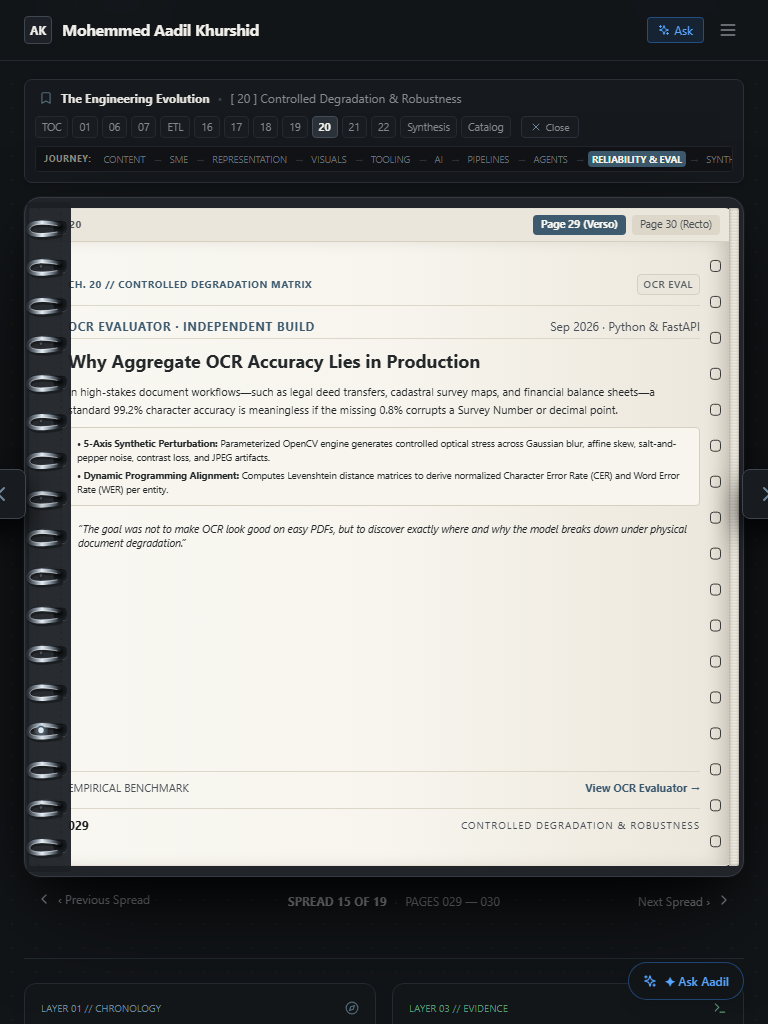 AK Mohemmed Aadil Khurshid Ask
The Engineering Evolution · [ 20 ] Controlled Degradation & Robustness
TOC 01 06 07 ETL 16 17 18 19 20 21 22 Synthesis Catalog × Close
JOURNEY: CONTENT — SME — REPRESENTATION — VISUALS — TOOLING — AI — PIPELINES — AGENTS — RELIABILITY & EVAL — SYNTH
20 Page 29 (Verso) Page 30 (Recto)
CH. 20 // CONTROLLED DEGRADATION MATRIX OCR EVAL
OCR EVALUATOR · INDEPENDENT BUILD Sep 2026 · Python & FastAPI
Why Aggregate OCR Accuracy Lies in Production
n high-stakes document workflows—such as legal deed transfers, cadastral survey maps, and financial balance sheets—a
standard 99.2% character accuracy is meaningless if the missing 0.8% corrupts a Survey Number or decimal point.
• 5-Axis Synthetic Perturbation: Parameterized OpenCV engine generates controlled optical stress across Gaussian blur, affine skew, salt-and-
pepper noise, contrast loss, and JPEG artifacts.
• Dynamic Programming Alignment: Computes Levenshtein distance matrices to derive normalized Character Error Rate (CER) and Word Error
Rate (WER) per entity.
“The goal was not to make OCR look good on easy PDFs, but to discover exactly where and why the model breaks down under physical
document degradation.”
EMPIRICAL BENCHMARK View OCR Evaluator →
029 CONTROLLED DEGRADATION & ROBUSTNESS
‹ Previous Spread SPREAD 15 OF 19 · PAGES 029 — 030 Next Spread ›
✦ Ask Aadil
LAYER 01 // CHRONOLOGY LAYER 03 // EVIDENCE